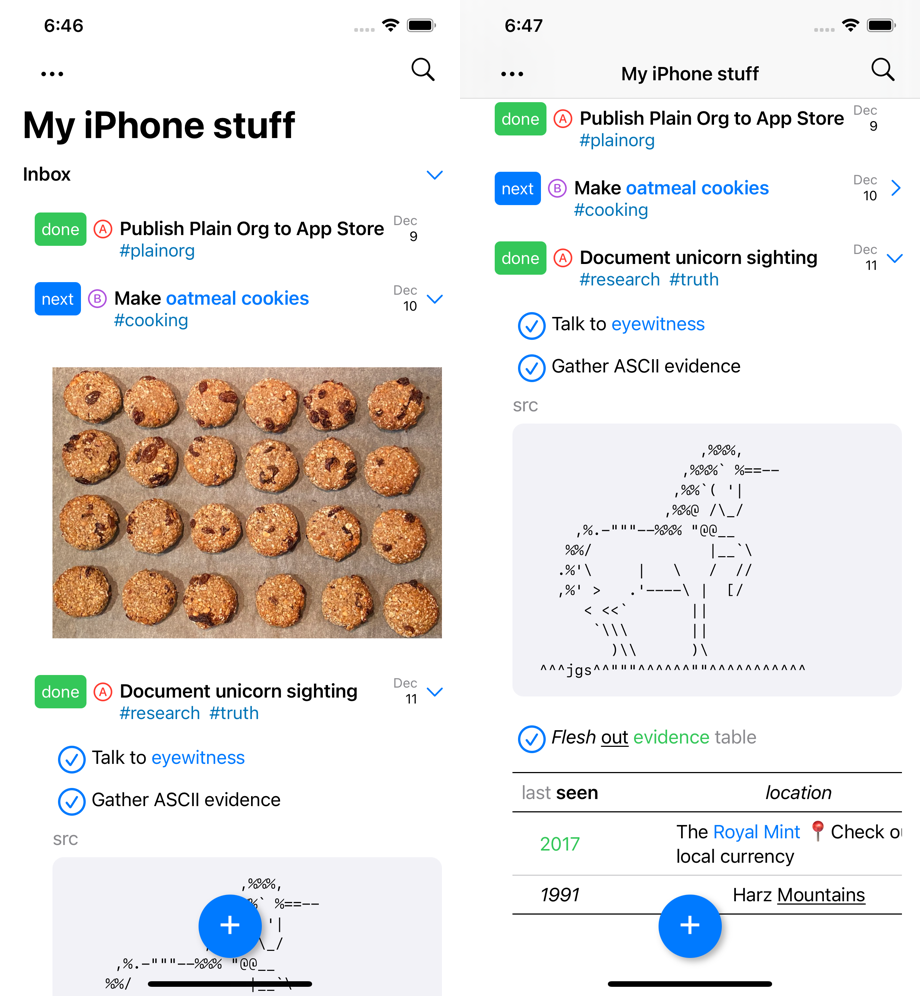 6:46
My iPhone stuff
Inbox
done A Publish Plain Org to App Store Dec 9
#plainorg
next B Make oatmeal cookies Dec 10
#cooking
done A Document unicorn sighting Dec 11
#research #truth
Talk to eyewitness
Gather ASCII evidence
src
,%%%,
%` %==--
'|
\_/
,%.-"""--%%% "@@__
%%/ |__`\
6:47
My iPhone stuff
done A Publish Plain Org to App Store Dec 9
#plainorg
next B Make oatmeal cookies Dec 10
#cooking
done A Document unicorn sighting Dec 11
#research #truth
Talk to eyewitness
Gather ASCII evidence
src
                  ,%%%,
                ,%%%` %==--
               ,%%`( '|
              ,%%@ /\_/
    ,%.-"""--%%% "@@__
   %%/             |__`\
  .%'\     |   \   /  //
  ,%' >   .'----\ |  [/
     < <<`       ||
      `\\\       ||
        )\\      )\
^^^jgs^^"""^^^^^^""^^^^^^^^^^^
Flesh out evidence table
last seen location
2017 The Royal Mint 📍 Check ou
local currency
1991 Harz Mountains